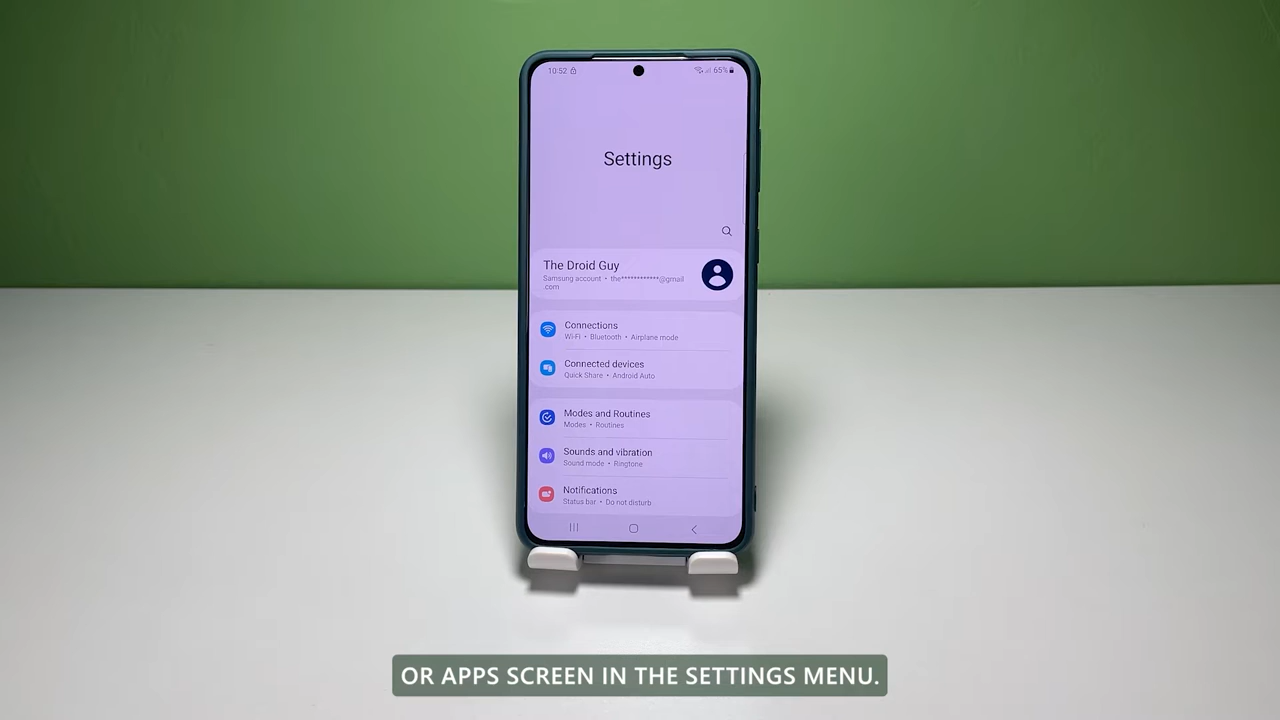 10:52
65%
Settings
The Droid Guy
Samsung account • the************@gmail
.com
Connections
Wi-Fi • Bluetooth • Airplane mode
Connected devices
Quick Share • Android Auto
Modes and Routines
Modes • Routines
Sounds and vibration
Sound mode • Ringtone
Notifications
Status bar • Do not disturb
OR APPS SCREEN IN THE SETTINGS MENU.